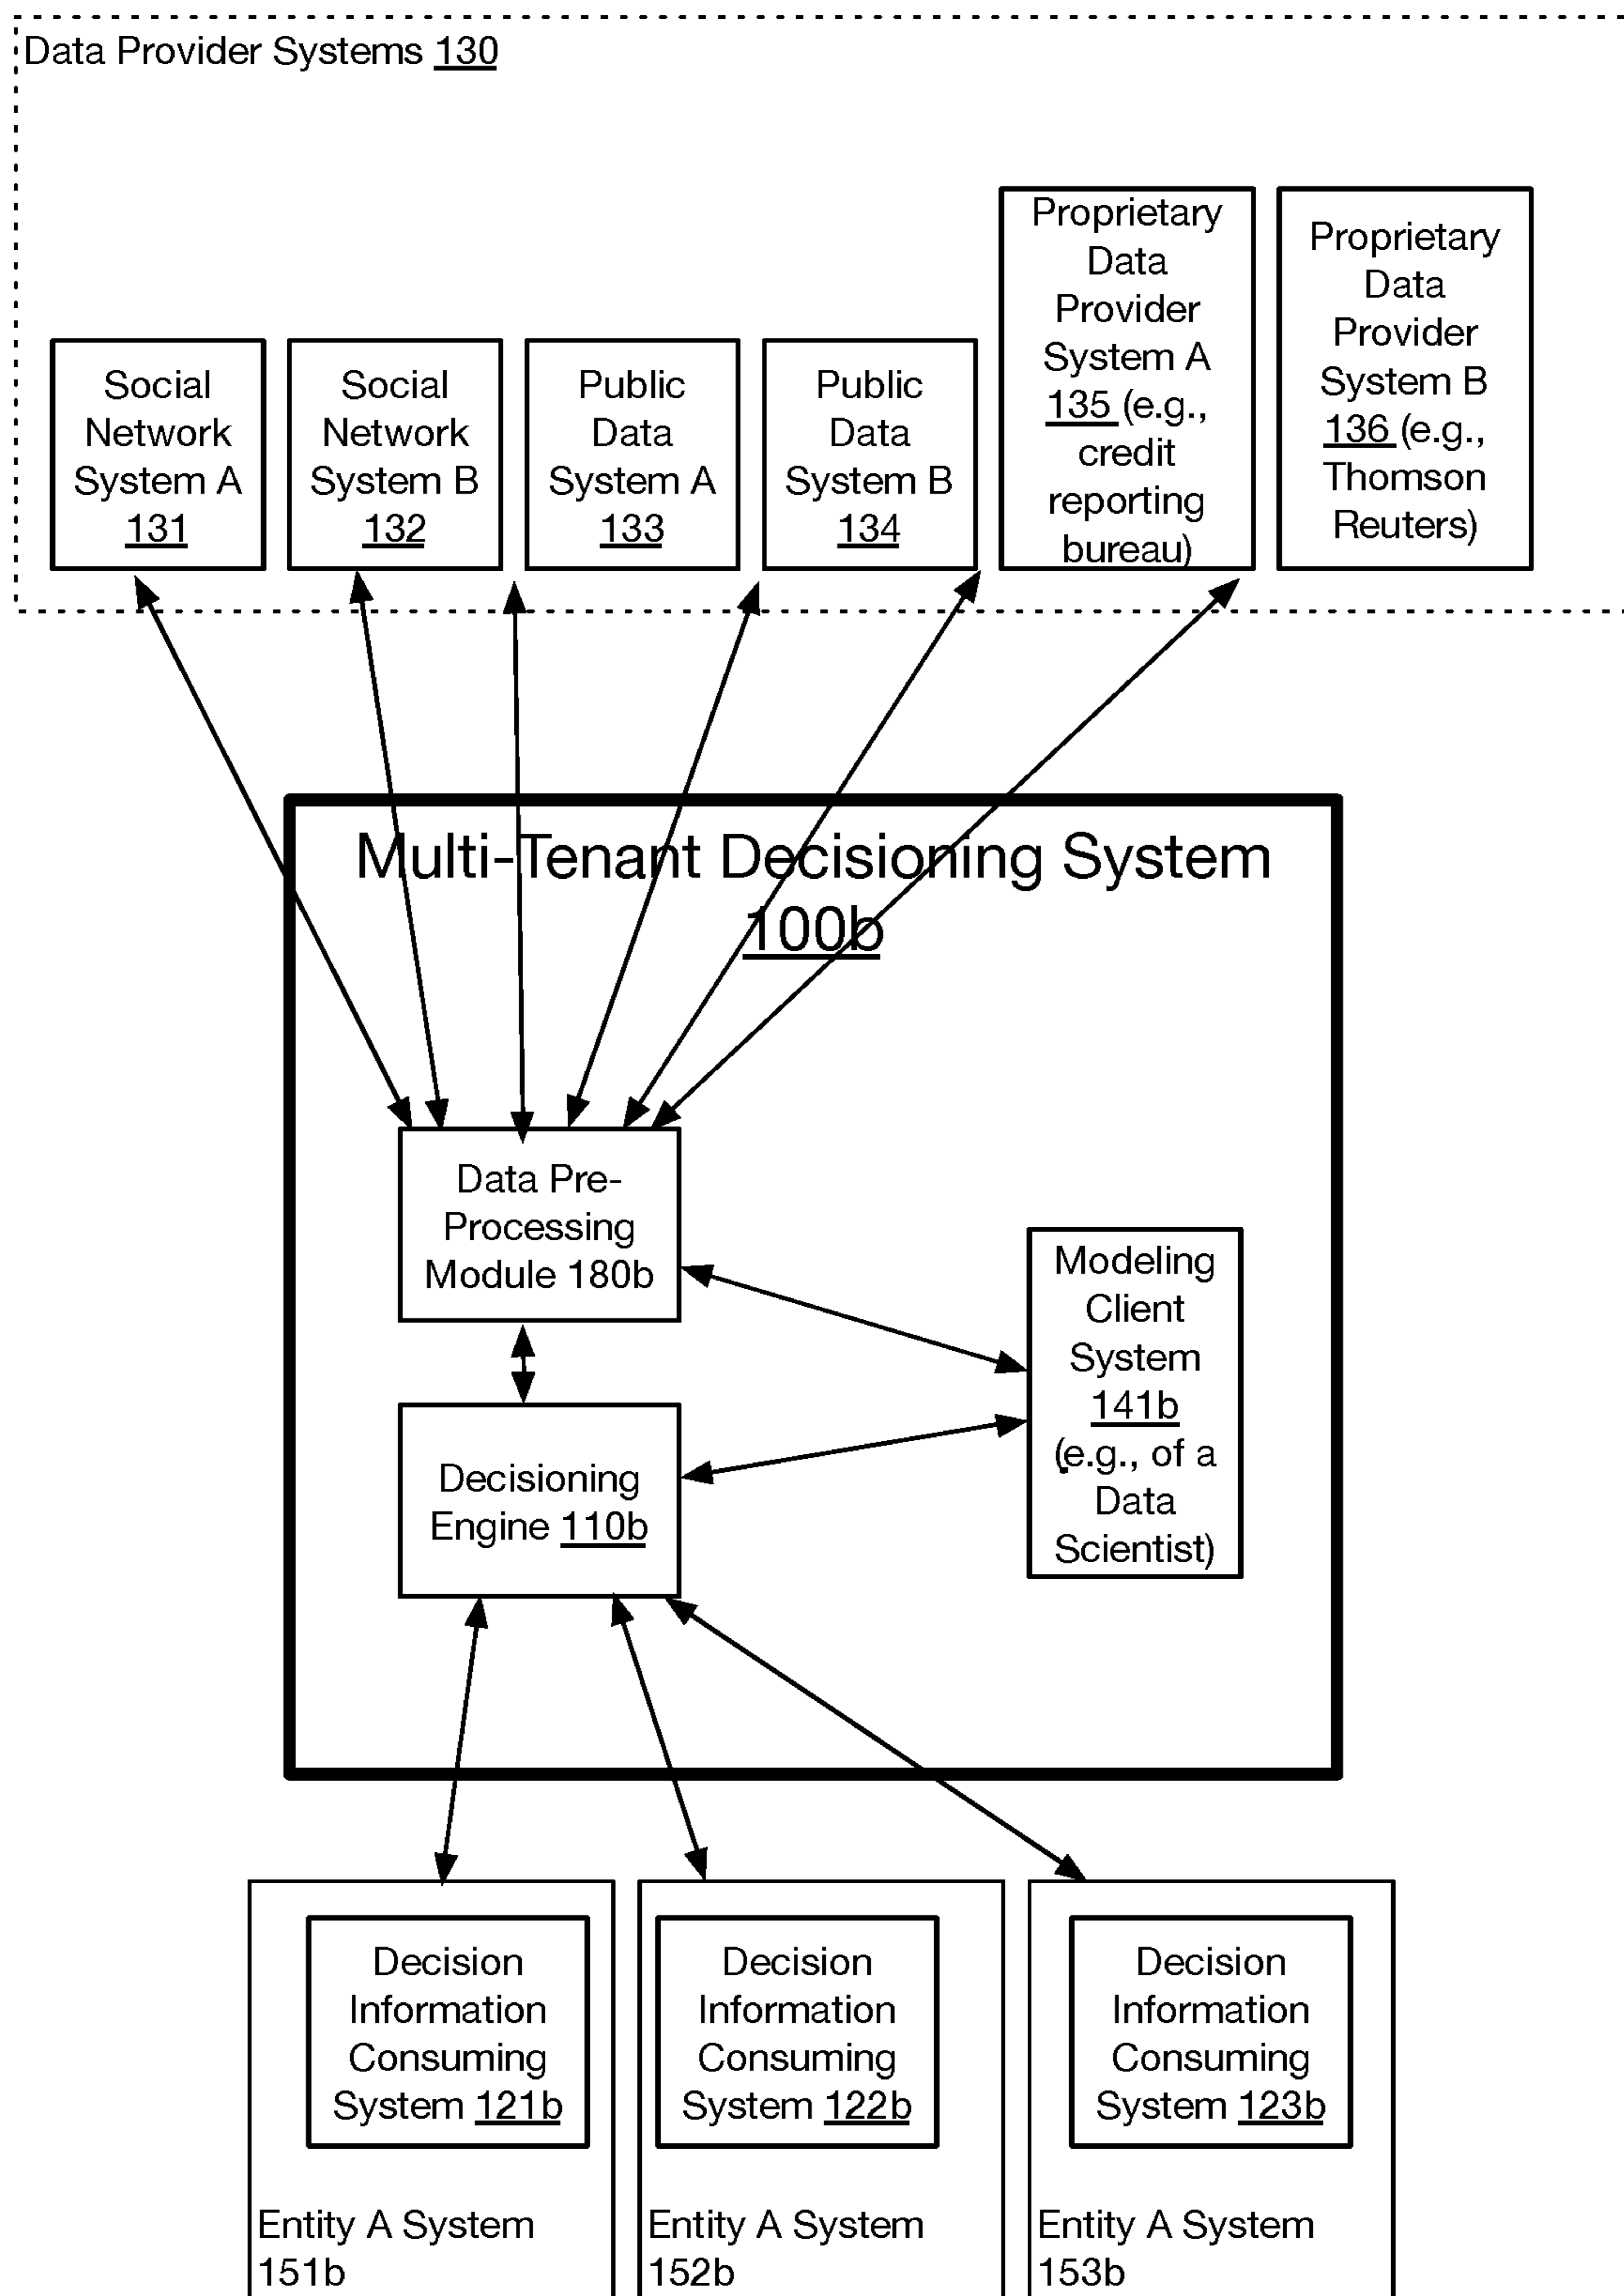 Data Provider Systems 130
Social
Network
System A
131
Social
Network
System B
132
Public
Data
System A
133
Public
Data
System B
134
Proprietary
Data
Provider
System A
135 (e.g.,
credit
reporting
bureau)
Proprietary
Data
Provider
System B
136 (e.g.,
Thomson
Reuters)
Multi-Tenant Decisioning System
100b
Data Pre-
Processing
Module 180b
Modeling
Client
System
141b
(e.g., of a
Data
Scientist)
Decisioning
Engine 110b
Decision
Information
Consuming
System 121b
Entity A System
151b
Decision
Information
Consuming
System 122b
Entity A System
152b
Decision
Information
Consuming
System 123b
Entity A System
153b